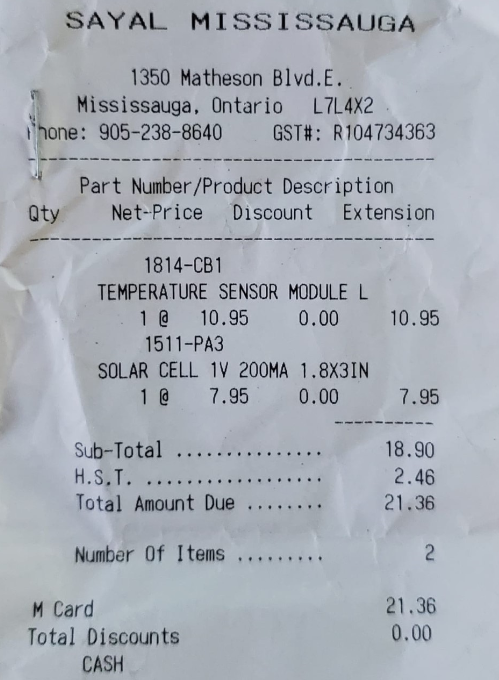 SAYAL MISSISSAUGA
1350 Matheson Blvd.E.
Mississauga, Ontario L7L4X2
Phone: 905-238-8640 GST#: R104734363
Part Number/Product Description
Qty Net-Price Discount Extension
1814-CB1
TEMPERATURE SENSOR MODULE L
1 @ 10.95 0.00 10.95
1511-PA3
SOLAR CELL 1V 200MA 1.8X3IN
1 @ 7.95 0.00 7.95
Sub-Total ............... 18.90
H.S.T. .................. 2.46
Total Amount Due ........ 21.36
Number Of Items ......... 2
M Card 21.36
Total Discounts 0.00
CASH